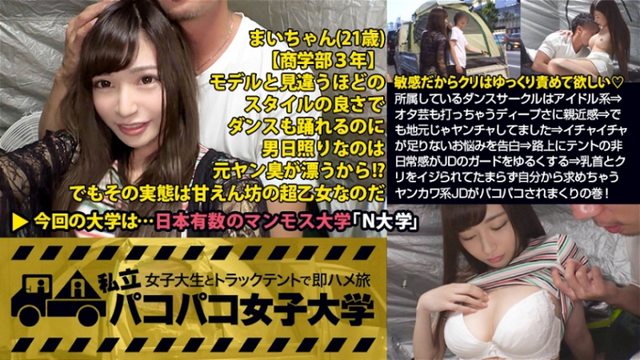 まいちゃん(21歳)
【商学部３年】
モデルと見違うほどの
スタイルの良さで
ダンスも踊れるのに
男日照りなのは
元ヤン臭が漂うから!?
でもその実態は甘えん坊の超乙女なのだ
▶ 今回の大学は…日本有数のマンモス大学「N大学」
敏感だからクリはゆっくり責めて欲しい♡
所属しているダンスサークルはアイドル系⇒
オタ芸も打っちゃうディープさに親近感⇒で
も地元じゃヤンチャしてました⇒イチャイチャ
が足りないお悩みを告白⇒路上にテントの非
日常感がJDのガードをゆるくする⇒乳首とク
リをイジられてたまらず自分から求めちゃう
ヤンカワ系JDがパコパコされまくりの巻！
私立 女子大生とトラックテントで即ハメ旅
パコパコ女子大学